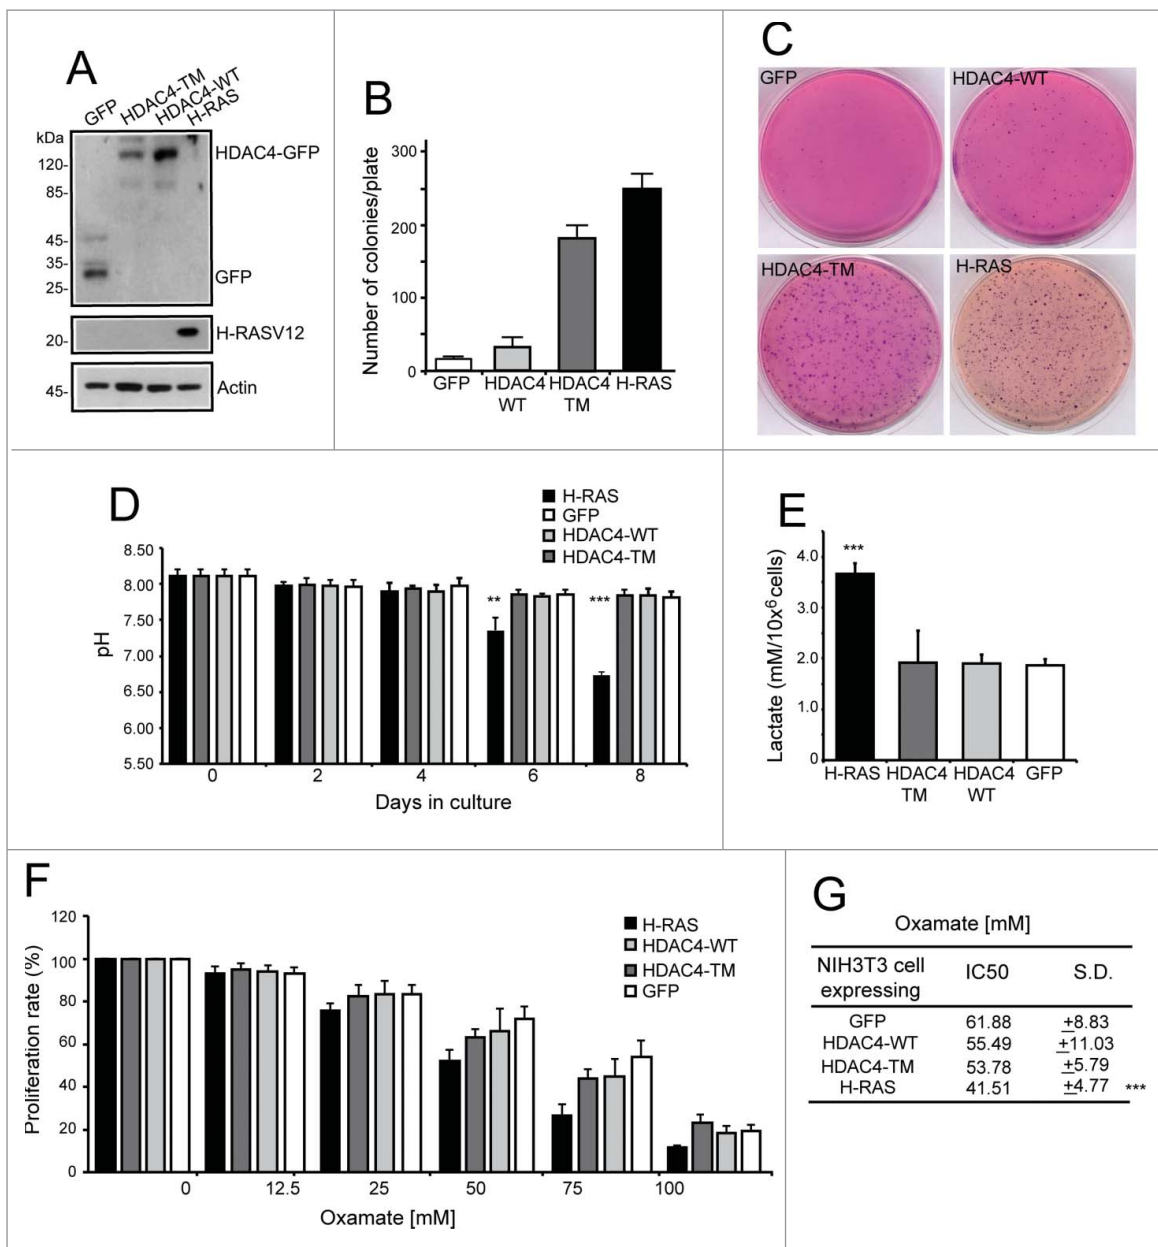 A
GFP
HDAC4-TM
HDAC4-WT
H-RAS
kDa
120-
85-
45-
35-
25-
HDAC4-GFP
GFP
20-
H-RASV12
45-
Actin
B
Number of colonies/plate
300
200
100
0
GFP HDAC4 HDAC4 H-RAS
WT TM
C
GFP
HDAC4-WT
HDAC4-TM
H-RAS
D
H-RAS
GFP
HDAC4-WT
HDAC4-TM
pH
8.50
8.00
7.50
7.00
6.50
6.00
5.50
** ***
0 2 4 6 8
Days in culture
E
Lactate (mM/10x⁶ cells)
4.0
3.0
2.0
1.0
0
***
H-RAS HDAC4 HDAC4 GFP
TM WT
F
H-RAS
HDAC4-WT
HDAC4-TM
GFP
Proliferation rate (%)
120
100
80
60
40
20
0
0 12.5 25 50 75 100
Oxamate [mM]
G
Oxamate [mM]
NIH3T3 cell IC50 S.D.
expressing
GFP 61.88 ±8.83
HDAC4-WT 55.49 ±11.03
HDAC4-TM 53.78 ±5.79
H-RAS 41.51 ±4.77 ***